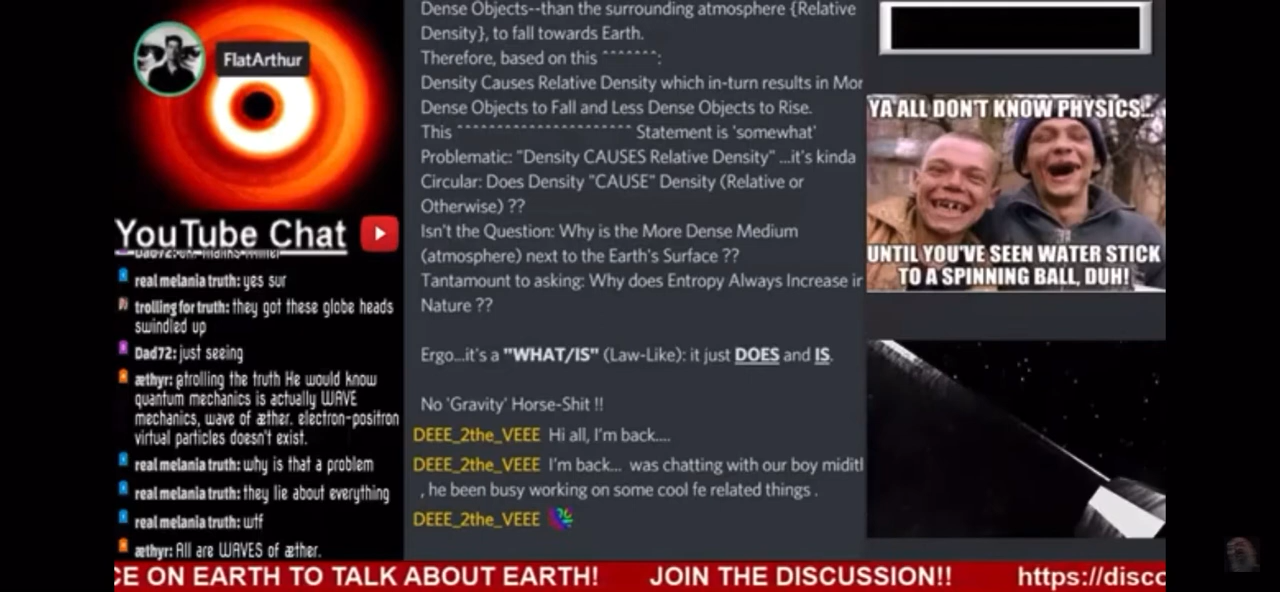 FlatArthur
YouTube Chat
real melania truth: yes sur
trolling for truth: they got these globe heads
swindled up
Dad72: just seeing
æthyr: @trolling the truth He would know
quantum mechanics is actually WAVE
mechanics, wave of æther. electron-positron
virtual particles doesn't exist.
real melania truth: why is that a problem
real melania truth: they lie about everything
real melania truth: wtf
æthyr: All are WAVES of æther.
Dense Objects--than the surrounding atmosphere {Relative
Density}, to fall towards Earth.
Therefore, based on this ^^^^^^^:
Density Causes Relative Density which in-turn results in Mor
Dense Objects to Fall and Less Dense Objects to Rise.
This ^^^^^^^^^^^^^^^^^^^^^^^ Statement is 'somewhat'
Problematic: "Density CAUSES Relative Density" ...it's kinda
Circular: Does Density "CAUSE" Density (Relative or
Otherwise) ??
Isn't the Question: Why is the More Dense Medium
(atmosphere) next to the Earth's Surface ??
Tantamount to asking: Why does Entropy Always Increase in
Nature ??
Ergo...it's a "WHAT/IS" (Law-Like): it just DOES and IS.
No 'Gravity' Horse-Shit !!
DEEE_2the_VEEE Hi all, I'm back....
DEEE_2the_VEEE I'm back... was chatting with our boy miditl
, he been busy working on some cool fe related things .
DEEE_2the_VEEE
YA ALL DON'T KNOW PHYSICS...
UNTIL YOU'VE SEEN WATER STICK
TO A SPINNING BALL, DUH!
CE ON EARTH TO TALK ABOUT EARTH! JOIN THE DISCUSSION!! https://disco